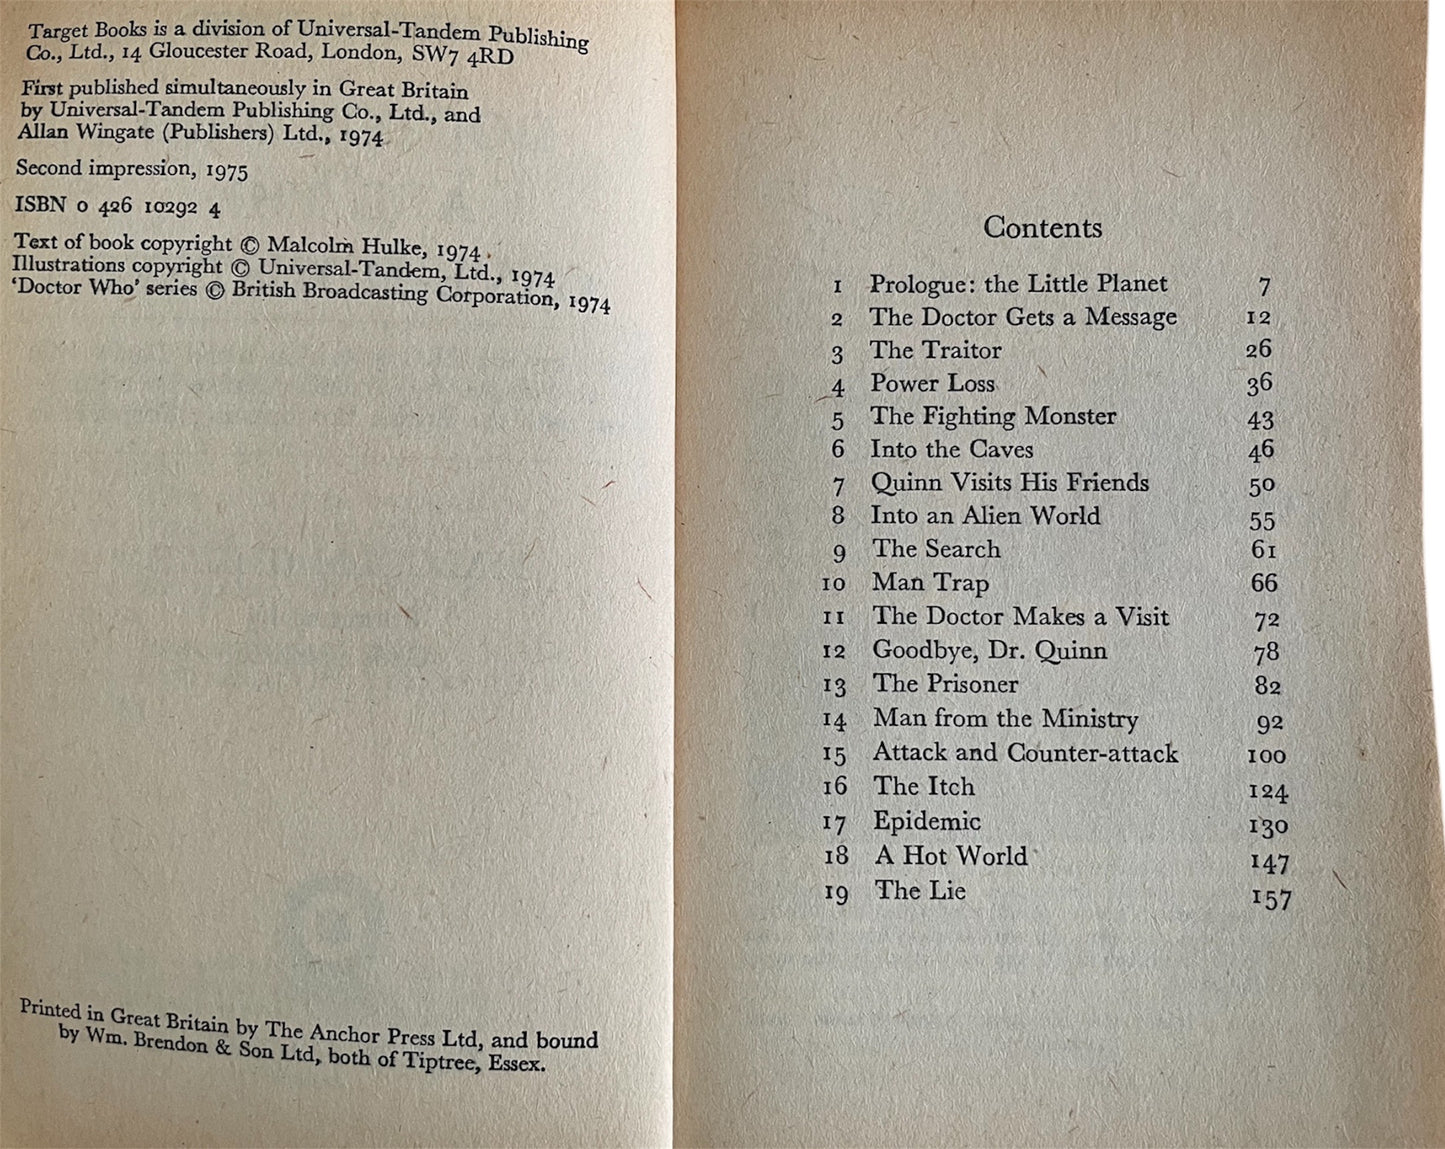 Target Books is a division of Universal-Tandem Publishing
Co., Ltd., 14 Gloucester Road, London, SW7 4RD
First published simultaneously in Great Britain
by Universal-Tandem Publishing Co., Ltd., and
Allan Wingate (Publishers) Ltd., 1974
Second impression, 1975
ISBN 0 426 10292 4
Text of book copyright © Malcolm Hulke, 1974
Illustrations copyright © Universal-Tandem, Ltd., 1974
‘Doctor Who’ series © British Broadcasting Corporation, 1974
Printed in Great Britain by The Anchor Press Ltd, and bound
by Wm. Brendon & Son Ltd, both of Tiptree, Essex.
Contents
1 Prologue: the Little Planet 7
2 The Doctor Gets a Message 12
3 The Traitor 26
4 Power Loss 36
5 The Fighting Monster 43
6 Into the Caves 46
7 Quinn Visits His Friends 50
8 Into an Alien World 55
9 The Search 61
10 Man Trap 66
11 The Doctor Makes a Visit 72
12 Goodbye, Dr. Quinn 78
13 The Prisoner 82
14 Man from the Ministry 92
15 Attack and Counter-attack 100
16 The Itch 124
17 Epidemic 130
18 A Hot World 147
19 The Lie 157